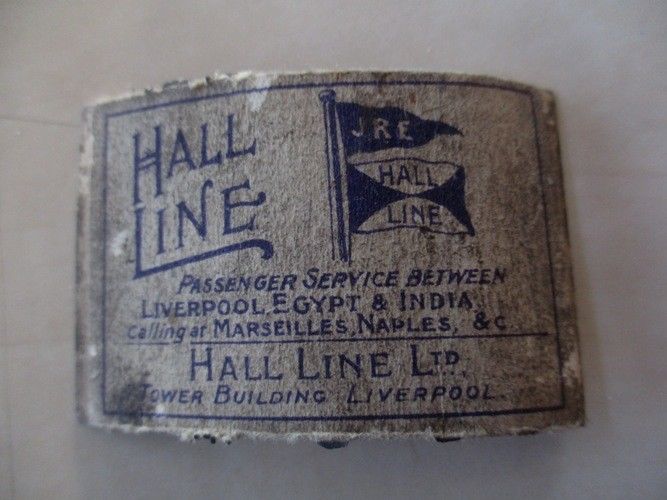 HALL
LINE
J.R.E
HALL
LINE
PASSENGER SERVICE BETWEEN
LIVERPOOL, EGYPT & INDIA,
Calling at MARSEILLES, NAPLES, &c
HALL LINE LTD,
TOWER BUILDING LIVERPOOL.